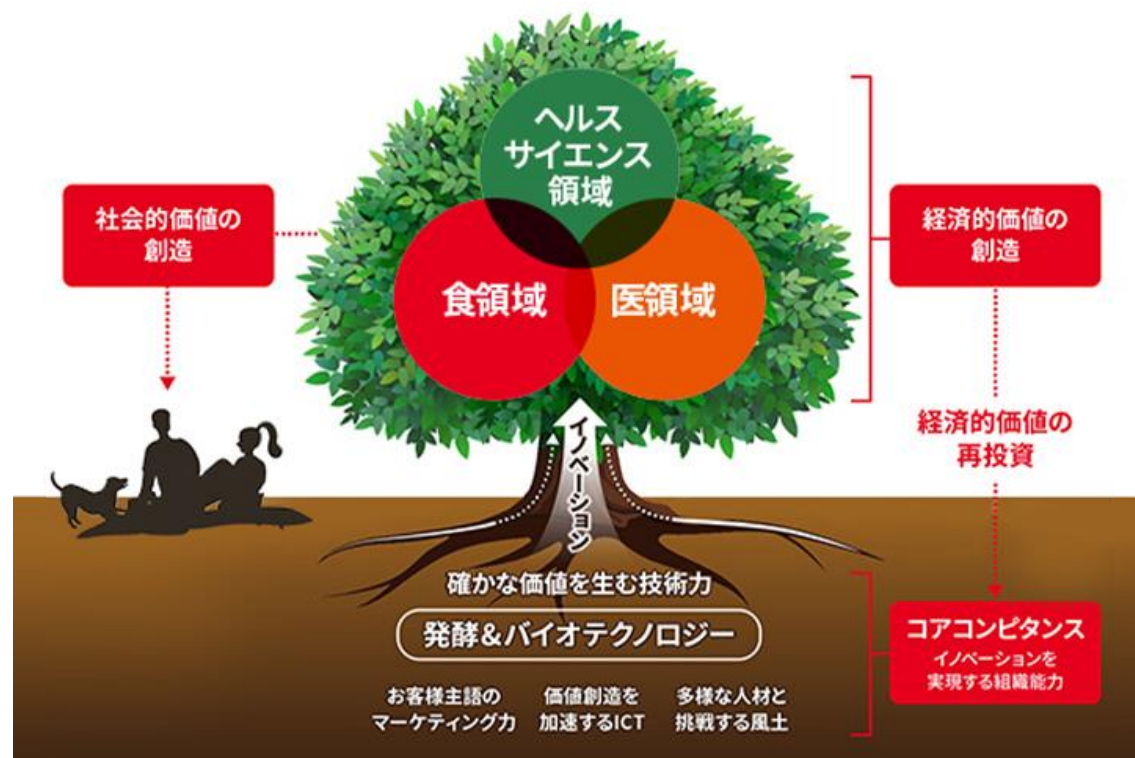 ヘルス
サイエンス
領域
社会的価値の
創造
経済的価値の
創造
食領域
医領域
イノベーション
経済的価値の
再投資
確かな価値を生む技術力
発酵&バイオテクノロジー
コアコンピタンス
イノベーションを
実現する組織能力
お客様主語の
マーケティング力
価値創造を
加速するICT
多様な人材と
挑戦する風土